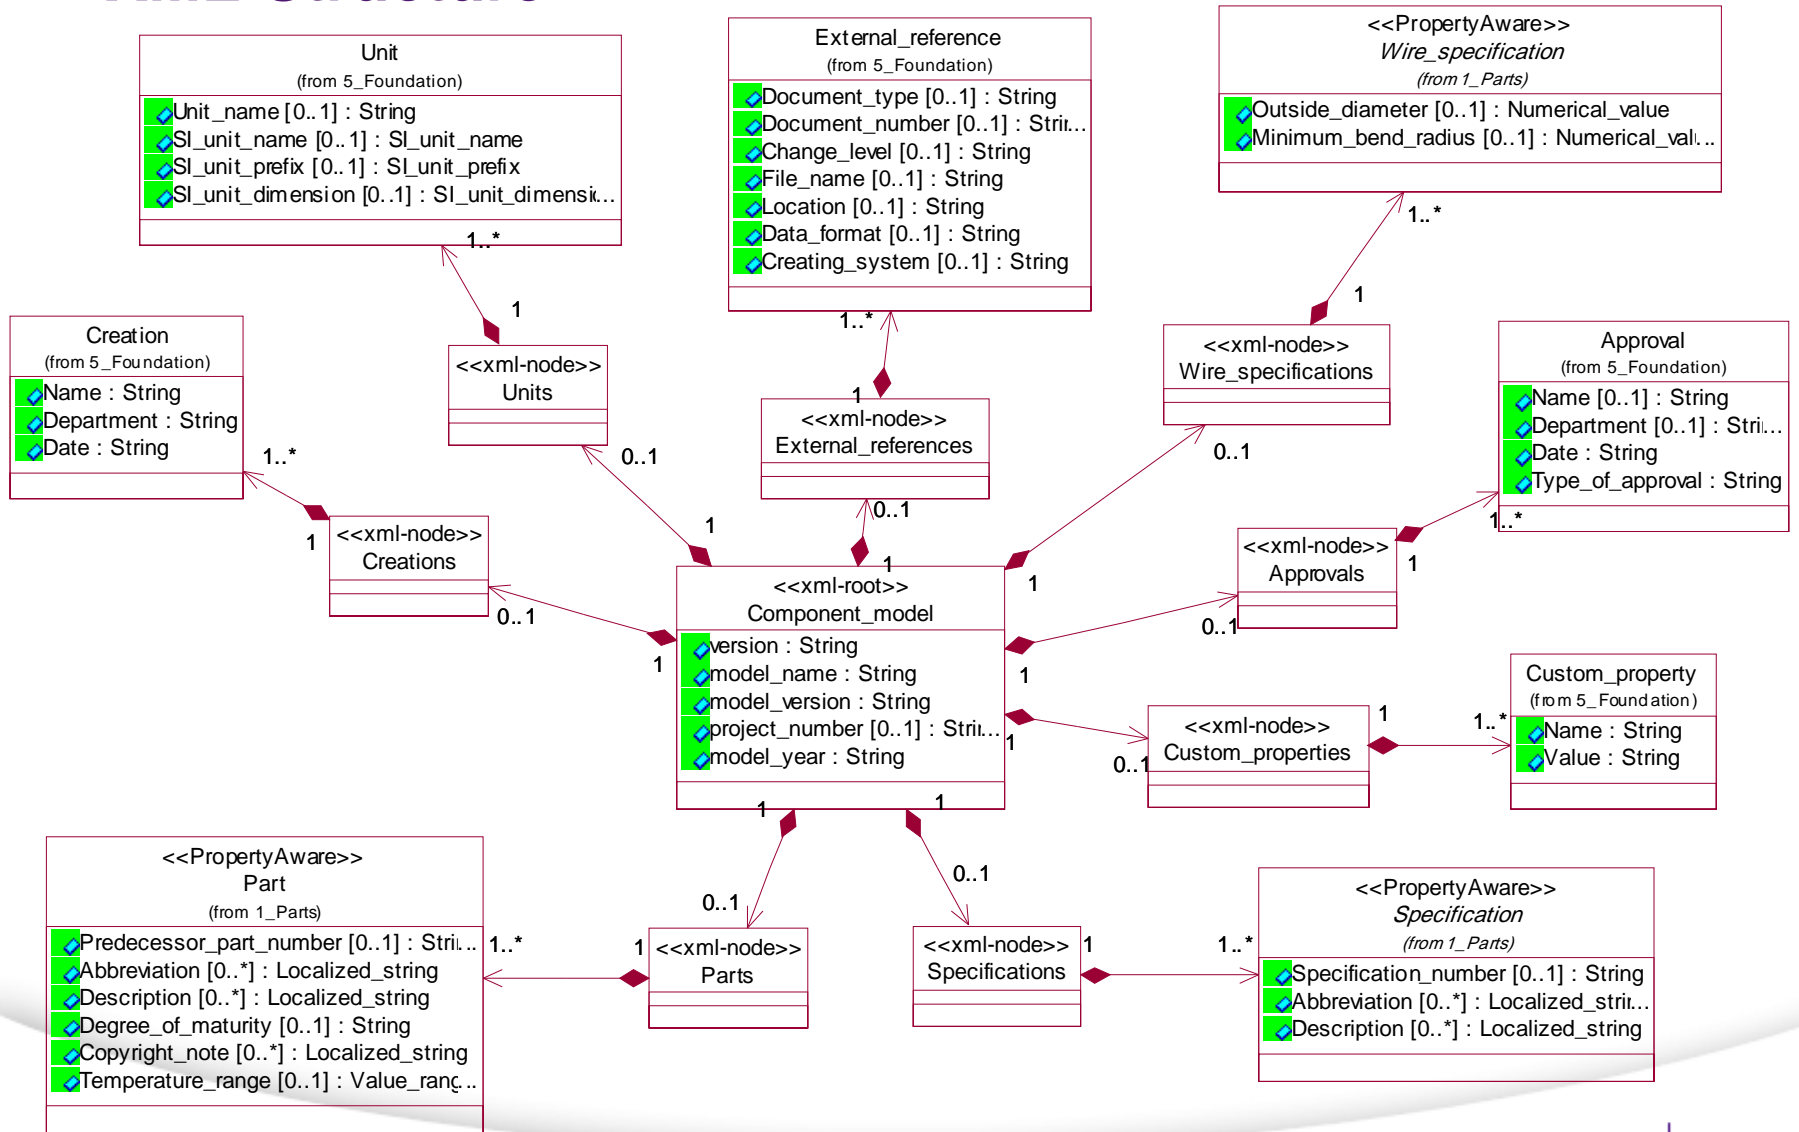 XML Structure
Unit
(from 5_Foundation)
Unit_name [0..1] : String
SI_unit_name [0..1] : SI_unit_name
SI_unit_prefix [0..1] : SI_unit_prefix
SI_unit_dimension [0..1] : SI_unit_dimensi...
1..*
1
External_reference
(from 5_Foundation)
Document_type [0..1] : String
Document_number [0..1] : Strin...
Change_level [0..1] : String
File_name [0..1] : String
Location [0..1] : String
Data_format [0..1] : String
Creating_system [0..1] : String
1..*
1
<<PropertyAware>>
Wire_specification
(from 1_Parts)
Outside_diameter [0..1] : Numerical_value
Minimum_bend_radius [0..1] : Numerical_val...
1..*
1
Creation
(from 5_Foundation)
Name : String
Department : String
Date : String
1..*
1
<<xml-node>>
Units
0..1
1
<<xml-node>>
External_references
0..1
1
<<xml-node>>
Wire_specifications
0..1
1
Approval
(from 5_Foundation)
Name [0..1] : String
Department [0..1] : Stri...
Date : String
Type_of_approval : String
1..*
1
<<xml-node>>
Creations
0..1
1
<<xml-root>>
Component_model
version : String
model_name : String
model_version : String
project_number [0..1] : Strin...
model_year : String
<<xml-node>>
Approvals
0..1
1
<<xml-node>>
Custom_properties
0..1
1
1
1..*
Custom_property
(from 5_Foundation)
Name : String
Value : String
1
0..1
1
0..1
<<PropertyAware>>
Part
(from 1_Parts)
Predecessor_part_number [0..1] : Stri...
Abbreviation [0..*] : Localized_string
Description [0..*] : Localized_string
Degree_of_maturity [0..1] : String
Copyright_note [0..*] : Localized_string
Temperature_range [0..1] : Value_rang...
1..*
1
<<xml-node>>
Parts
<<xml-node>>
Specifications
1
1..*
<<PropertyAware>>
Specification
(from 1_Parts)
Specification_number [0..1] : String
Abbreviation [0..*] : Localized_strin...
Description [0..*] : Localized_string